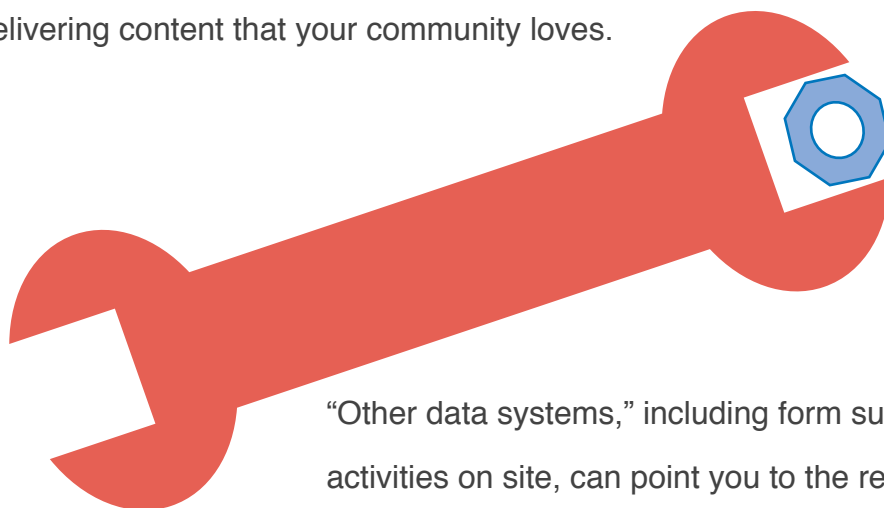 elivering content that your community loves.
“Other data systems,” including form su
activities on site, can point you to the re